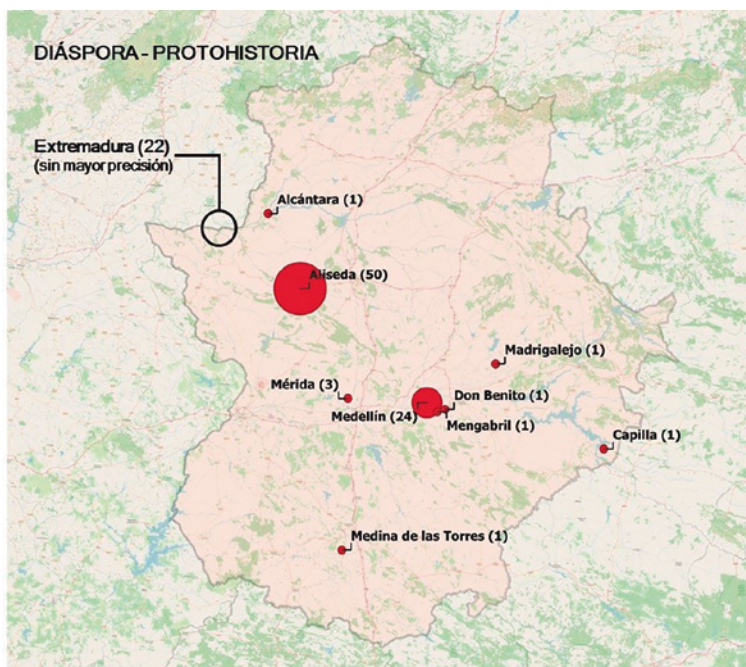 DIÁSPORA - PROTOHISTORIA
Extremadura (22)
(sin mayor precisión)
Alcántara (1)
Aliseda (50)
Madrigalejo (1)
Mérida (3)
Don Benito (1)
Medellín (24)
Mengabril (1)
Capilla (1)
Medina de las Torres (1)